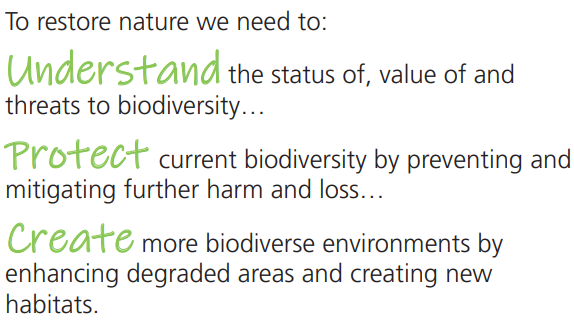 To restore nature we need to:
Understand the status of, value of and
threats to biodiversity…
Protect current biodiversity by preventing and
mitigating further harm and loss…
Create more biodiverse environments by
enhancing degraded areas and creating new
habitats.